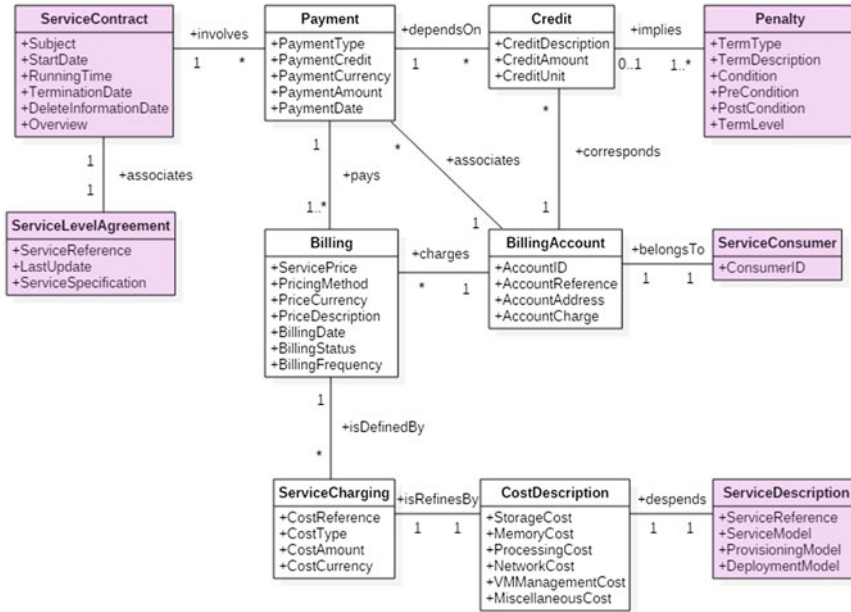 ServiceContract
+Subject
+StartDate
+RunningTime
+TerminationDate
+DeleteInformationDate
+Overview
+involves
1
*
Payment
+PaymentType
+PaymentCredit
+PaymentCurrency
+PaymentAmount
+PaymentDate
+dependsOn
1
*
Credit
+CreditDescription
+CreditAmount
+CreditUnit
+implies
0..1
1..*
Penalty
+TermType
+TermDescription
+Condition
+PreCondition
+PostCondition
+TermLevel
1
+associates
1
1
+pays
1..*
*
+associates
1
*
+corresponds
1
ServiceLevelAgreement
+ServiceReference
+LastUpdate
+ServiceSpecification
Billing
+ServicePrice
+PricingMethod
+PriceCurrency
+PriceDescription
+BillingDate
+BillingStatus
+BillingFrequency
+charges
*
1
BillingAccount
+AccountID
+AccountReference
+AccountAddress
+AccountCharge
+belongsTo
1
1
ServiceConsumer
+ConsumerID
1
+isDefinedBy
*
ServiceCharging
+CostReference
+CostType
+CostAmount
+CostCurrency
+isRefinesBy
1
1
CostDescription
+StorageCost
+MemoryCost
+ProcessingCost
+NetworkCost
+VMManagementCost
+MiscellaneousCost
+despends
1
1
ServiceDescription
+ServiceReference
+ServiceModel
+ProvisioningModel
+DeploymentModel